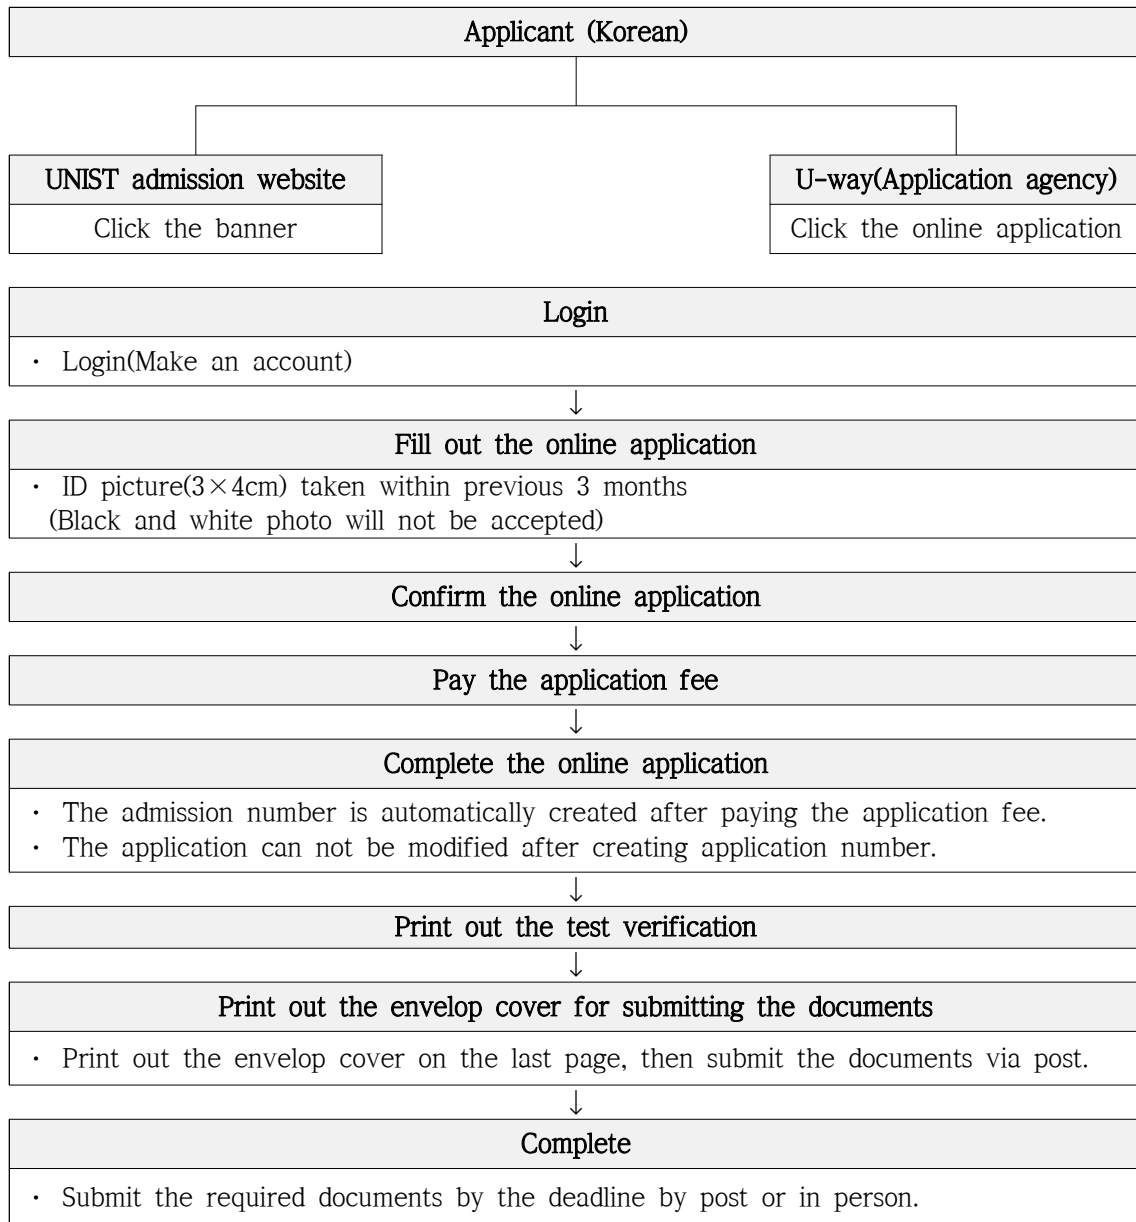 Applicant (Korean)
UNIST admission website
U-way(Application agency)
Click the banner
Click the online application
Login
· Login(Make an account)
↓
Fill out the online application
· ID picture(3×4cm) taken within previous 3 months
(Black and white photo will not be accepted)
↓
Confirm the online application
↓
Pay the application fee
↓
Complete the online application
· The admission number is automatically created after paying the application fee.
· The application can not be modified after creating application number.
↓
Print out the test verification
↓
Print out the envelop cover for submitting the documents
· Print out the envelop cover on the last page, then submit the documents via post.
↓
Complete
· Submit the required documents by the deadline by post or in person.